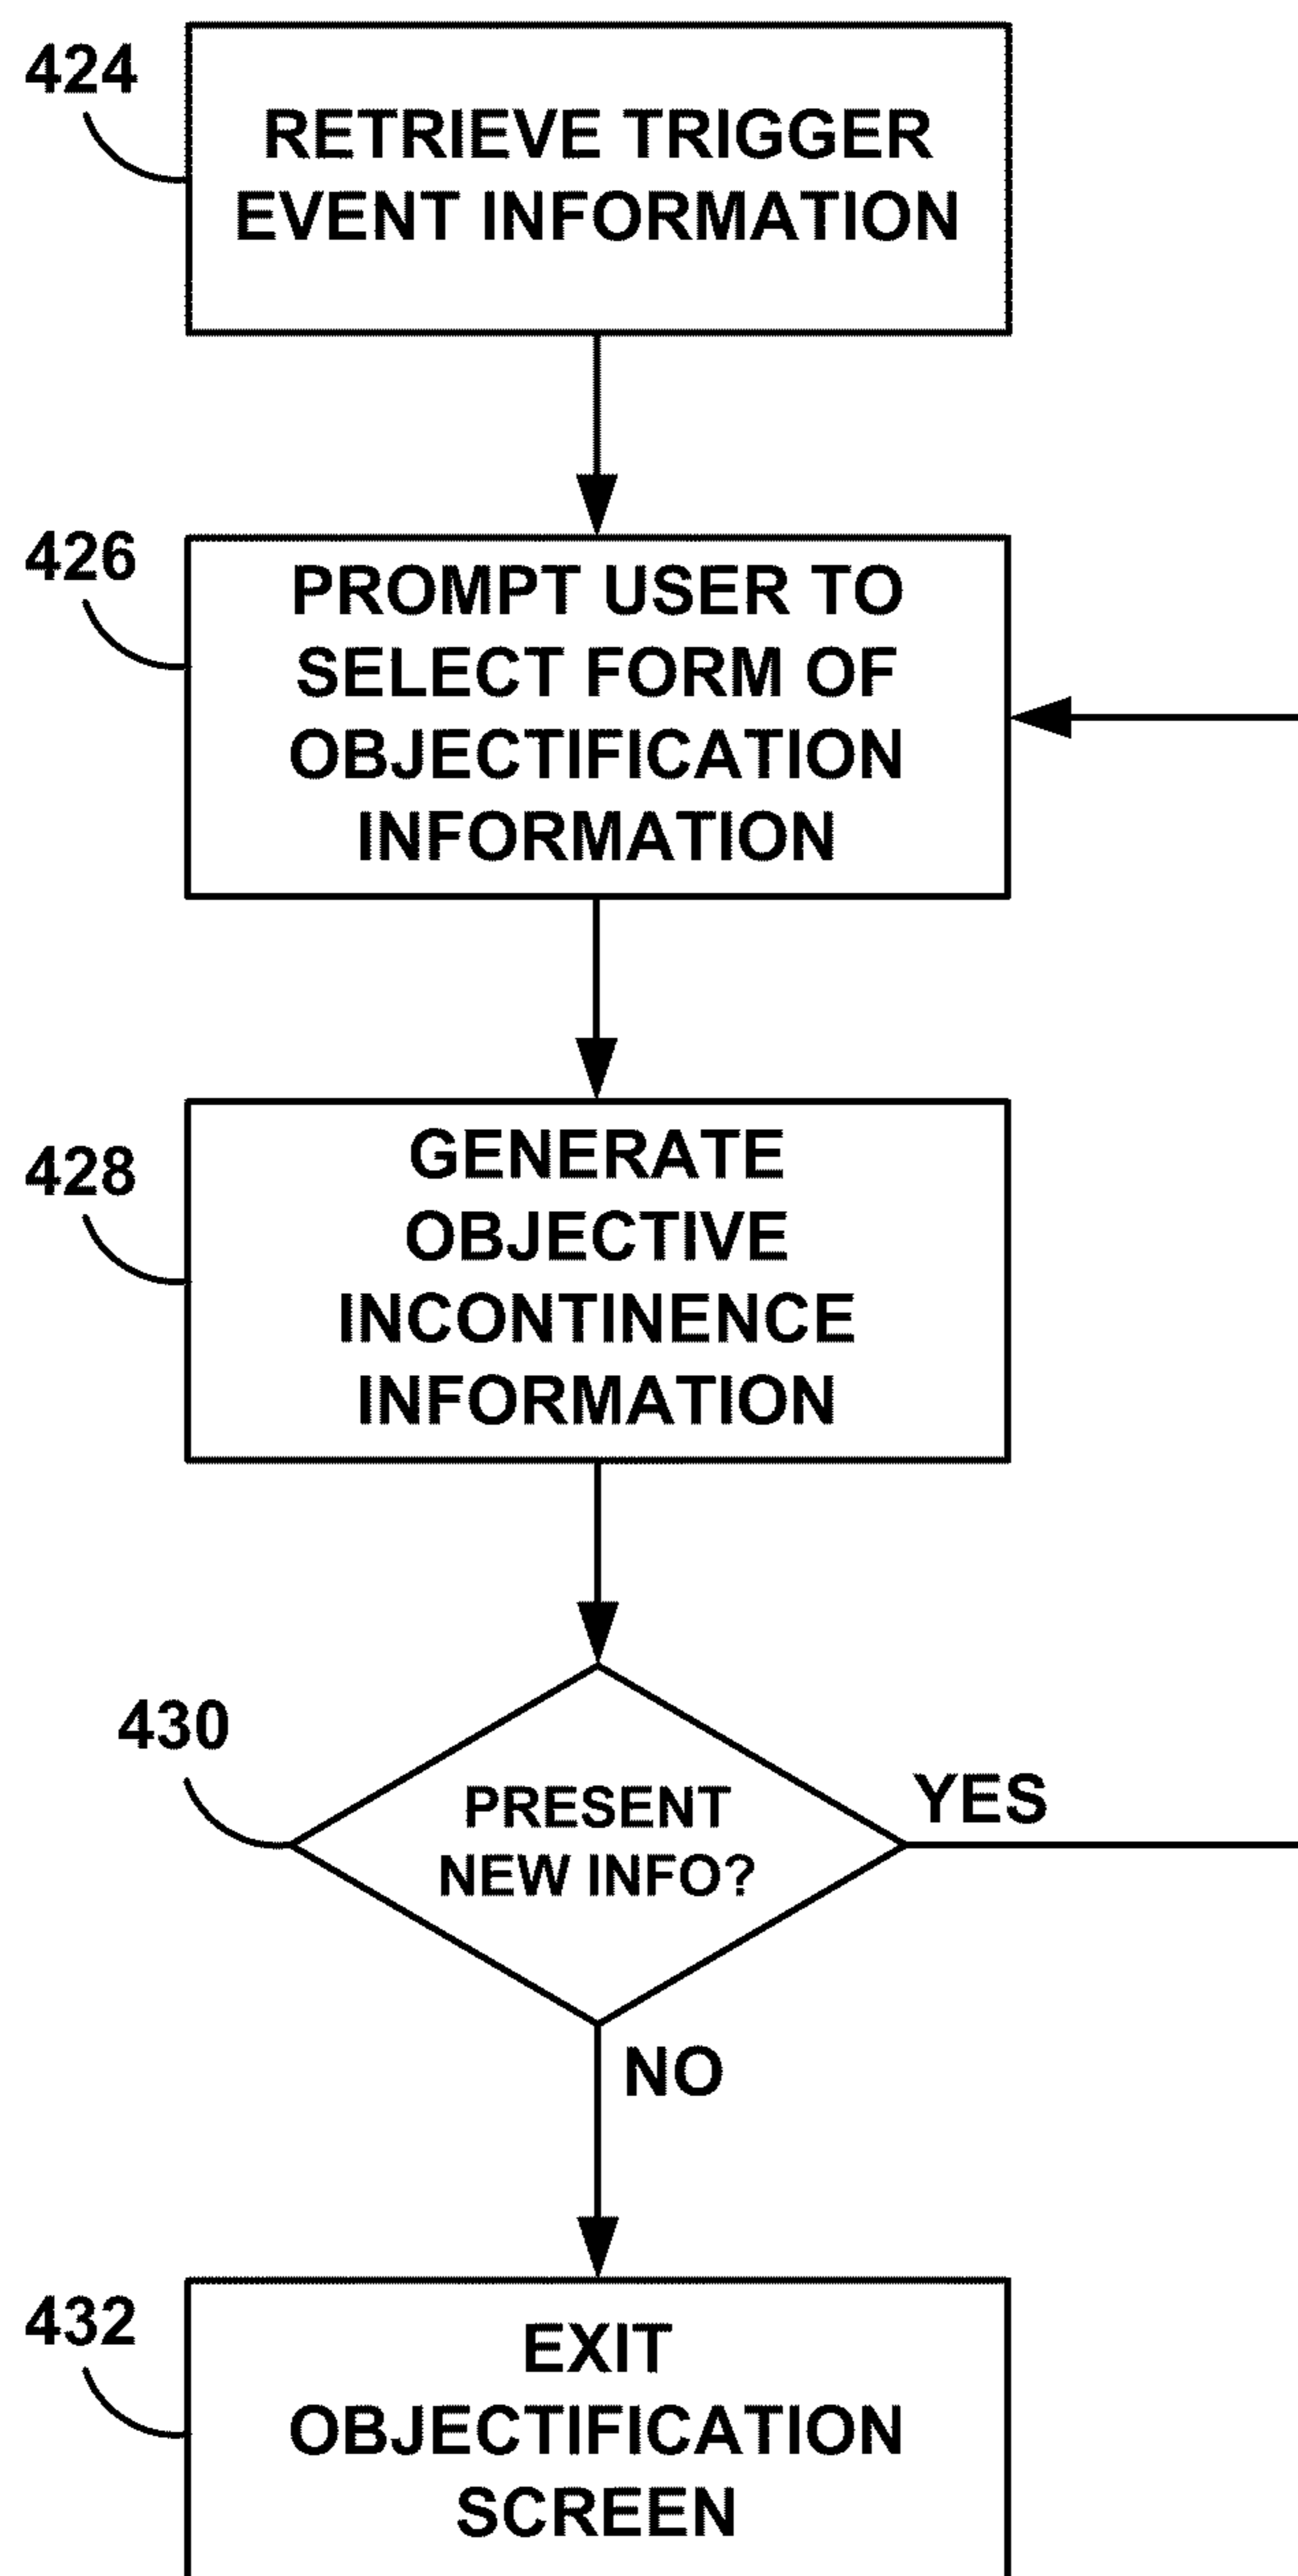 424
RETRIEVE TRIGGER
EVENT INFORMATION
426
PROMPT USER TO
SELECT FORM OF
OBJECTIFICATION
INFORMATION
428
GENERATE
OBJECTIVE
INCONTINENCE
INFORMATION
430
PRESENT
NEW INFO?
YES
NO
432
EXIT
OBJECTIFICATION
SCREEN